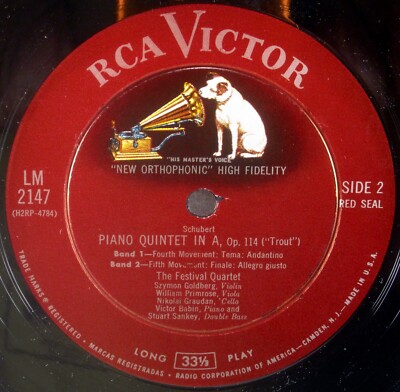 RCA VICTOR
"HIS MASTER'S VOICE"
"NEW ORTHOPHONIC" HIGH FIDELITY
LM
2147
(H2RP-4784)
SIDE 2
RED SEAL
Schubert
PIANO QUINTET IN A, Op. 114 ("Trout")
Band 1—Fourth Movement: Tema: Andantino
Band 2—Fifth Movement: Finale: Allegro giusto
The Festival Quartet
Szymon Goldberg, Violin
William Primrose, Viola
Nikolai Graudan, 'Cello
Victor Babin, Piano and
Stuart Sankey, Double Bass
LONG 33⅓ PLAY
TRADE MARKS ® REGISTERED • MARCAS REGISTRADAS • RADIO CORPORATION OF AMERICA—CAMDEN, N.J. • MADE IN U.S.A.